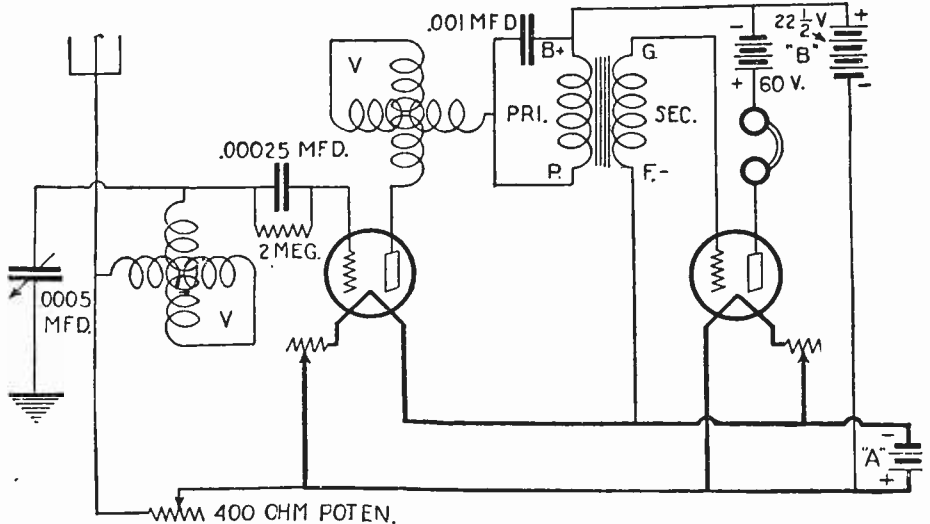 .001 MFD
B+
G
- 22 1/2 V +
"B"
+ 60 V. -
V
PRI.
SEC.
P.
F.-
.00025 MFD.
2 MEG.
.0005
MFD.
V
-
"A"
+
400 OHM POTEN.